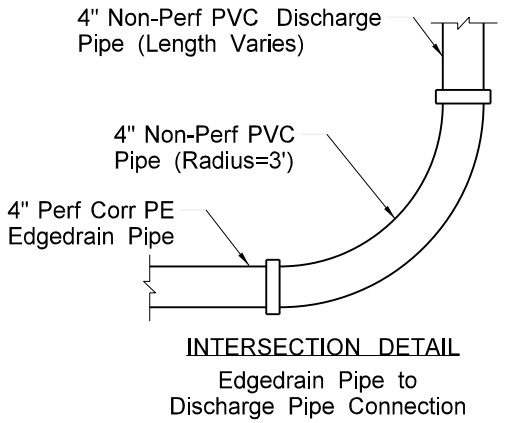 4" Non-Perf PVC Discharge
Pipe (Length Varies)
4" Non-Perf PVC
Pipe (Radius=3')
4" Perf Corr PE
Edgedrain Pipe
INTERSECTION DETAIL
Edgedrain Pipe to
Discharge Pipe Connection